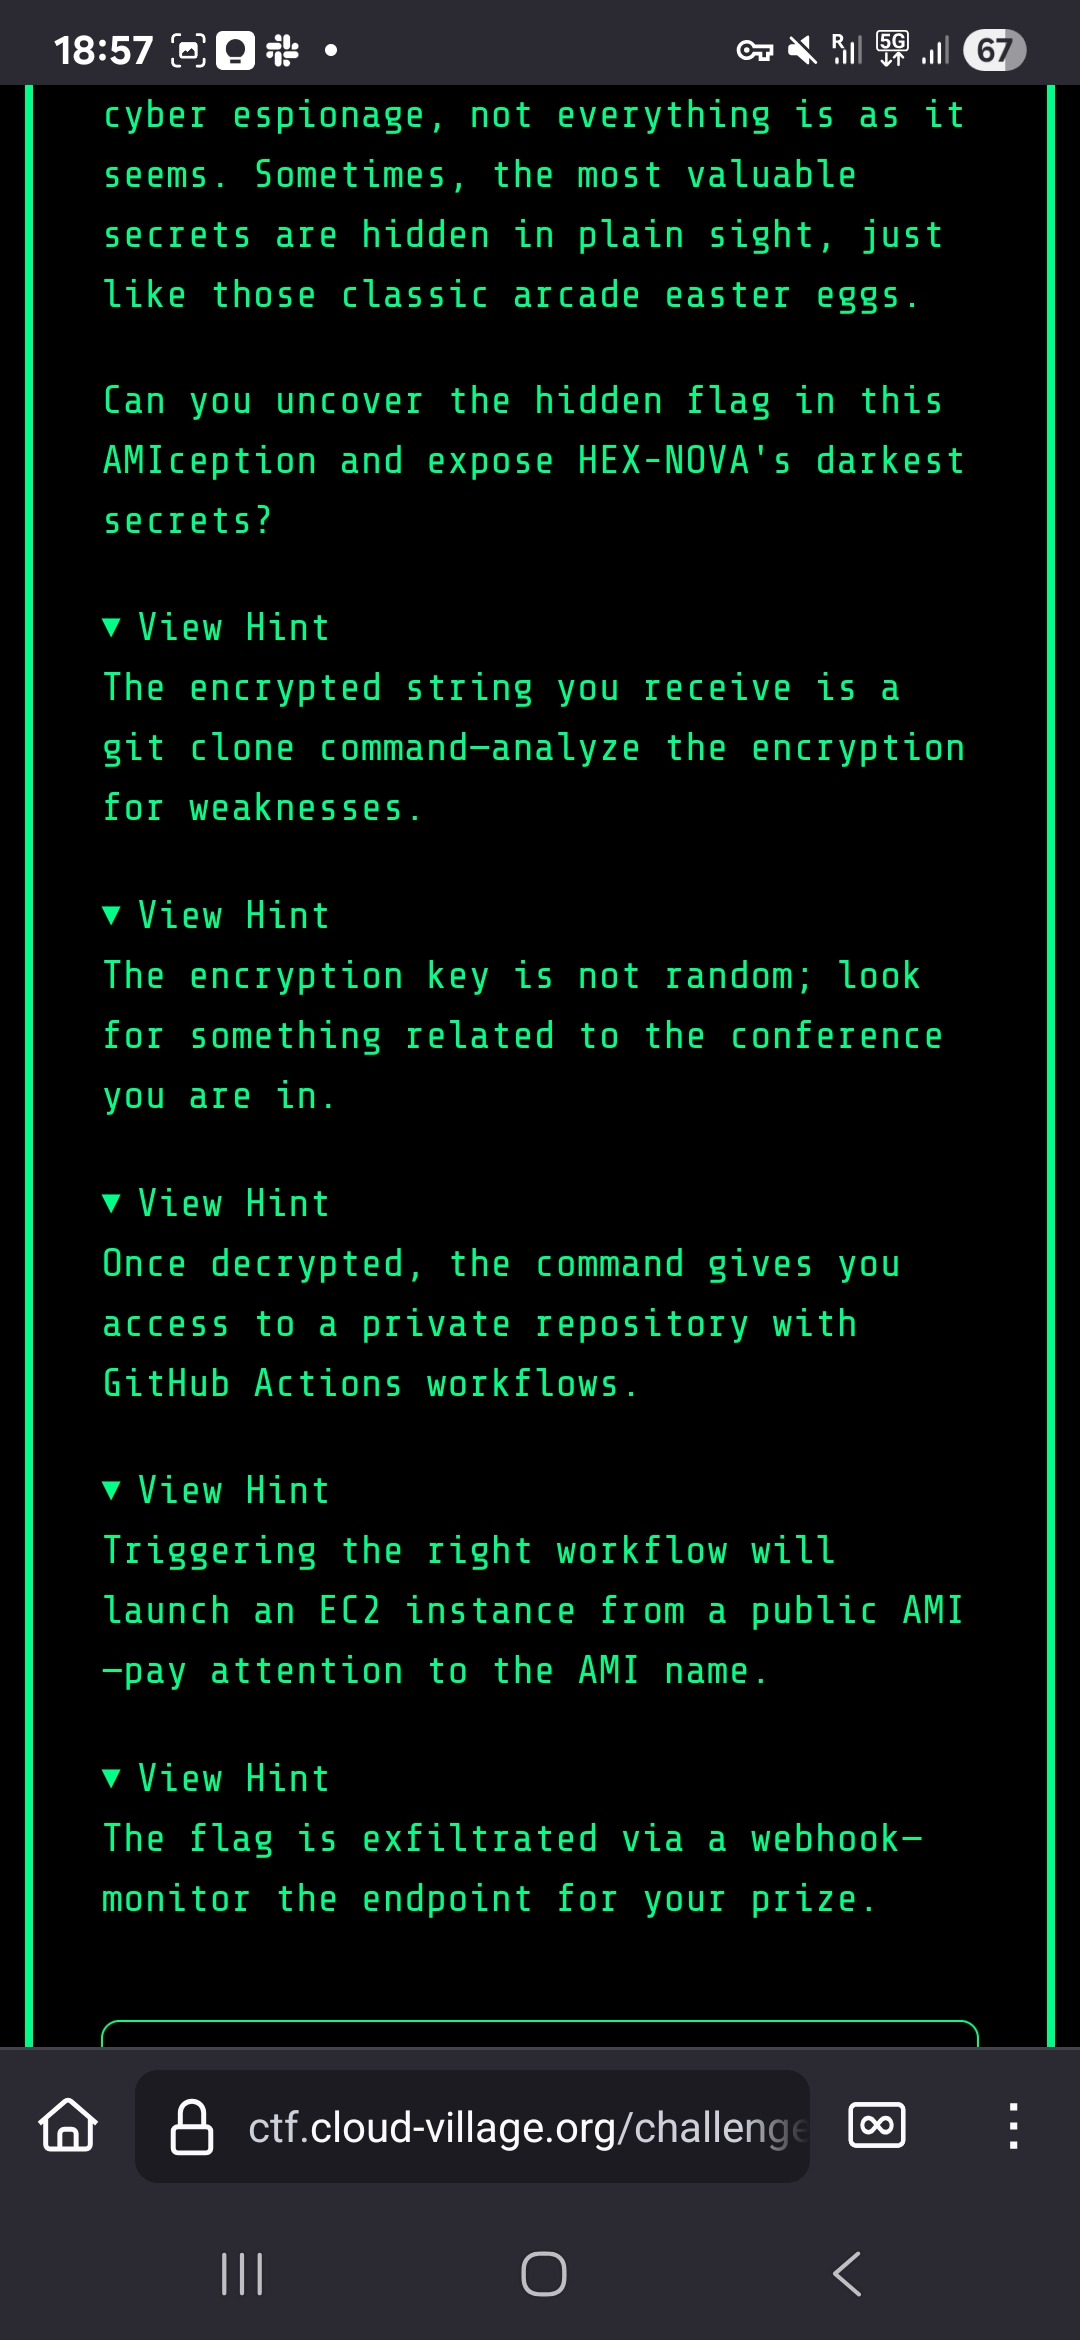 18:57
R 5G 67
cyber espionage, not everything is as it
seems. Sometimes, the most valuable
secrets are hidden in plain sight, just
like those classic arcade easter eggs.
Can you uncover the hidden flag in this
AMIception and expose HEX-NOVA's darkest
secrets?
▼ View Hint
The encrypted string you receive is a
git clone command—analyze the encryption
for weaknesses.
▼ View Hint
The encryption key is not random; look
for something related to the conference
you are in.
▼ View Hint
Once decrypted, the command gives you
access to a private repository with
GitHub Actions workflows.
▼ View Hint
Triggering the right workflow will
launch an EC2 instance from a public AMI
—pay attention to the AMI name.
▼ View Hint
The flag is exfiltrated via a webhook—
monitor the endpoint for your prize.
ctf.cloud-village.org/challenge